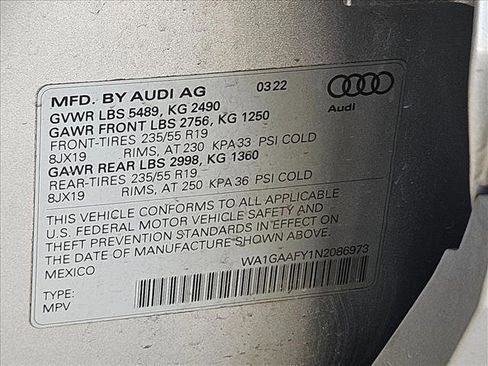 MFD. BY AUDI AG 03.22
GVWR LBS 5489, KG 2490
GAWR FRONT LBS 2756, KG 1250
FRONT-TIRES 235/55 R19
8JX19 RIMS, AT 230 KPA 33 PSI COLD
GAWR REAR LBS 2998, KG 1360
REAR-TIRES 235/55 R19
8JX19 RIMS, AT 250 KPA 36 PSI COLD
THIS VEHICLE CONFORMS TO ALL APPLICABLE
U.S. FEDERAL MOTOR VEHICLE SAFETY AND
THEFT PREVENTION STANDARDS IN EFFECT ON
THE DATE OF MANUFACTURE SHOWN ABOVE.
MEXICO
WA1GAAFY1N2086973
TYPE:
MPV
Audi